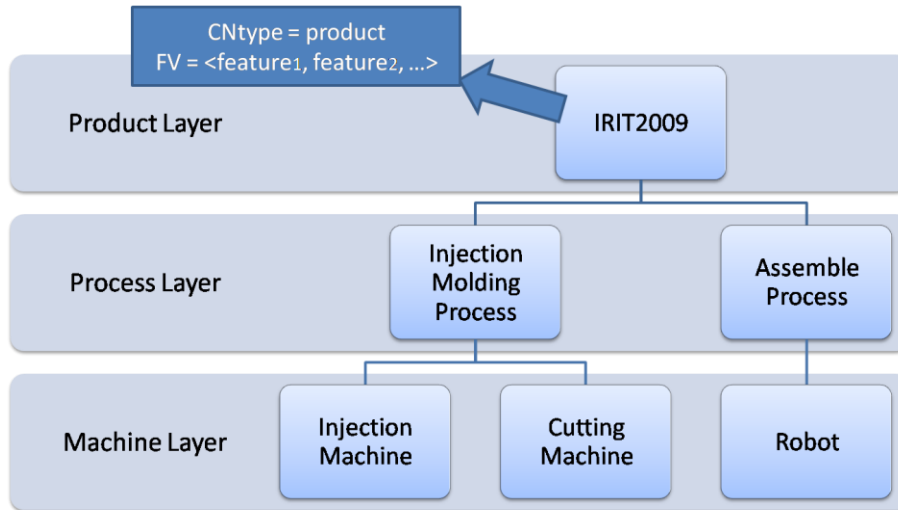 CNtype = product
FV = <feature1, feature2, ...>
Product Layer
IRIT2009
Process Layer
Injection
Molding
Process
Assemble
Process
Machine Layer
Injection
Machine
Cutting
Machine
Robot